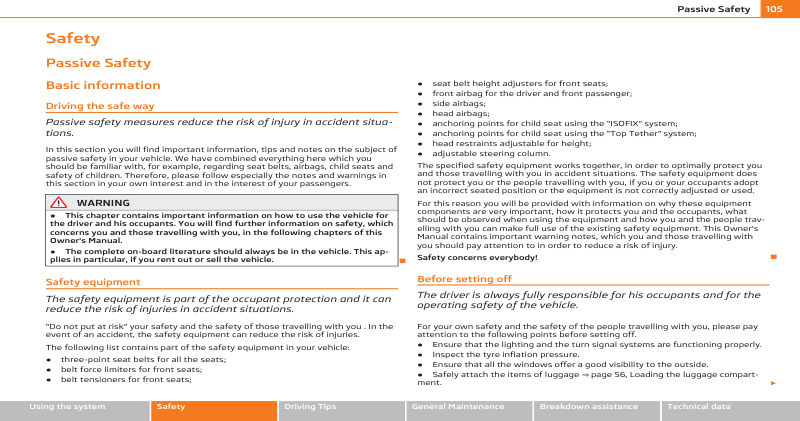 Passive Safety 105
Safety
Passive Safety
Basic information
Driving the safe way
Passive safety measures reduce the risk of injury in accident situa-
tions.
In this section you will find important information, tips and notes on the subject of
passive safety in your vehicle. We have combined everything here which you
should be familiar with, for example, regarding seat belts, airbags, child seats and
safety of children. Therefore, please follow especially the notes and warnings in
this section in your own interest and in the interest of your passengers.
WARNING
● This chapter contains important information on how to use the vehicle for
the driver and his occupants. You will find further information on safety, which
concerns you and those travelling with you, in the following chapters of this
Owner's Manual.
● The complete on-board literature should always be in the vehicle. This ap-
plies in particular, if you rent out or sell the vehicle.
Safety equipment
The safety equipment is part of the occupant protection and it can
reduce the risk of injuries in accident situations.
"Do not put at risk" your safety and the safety of those travelling with you . In the
event of an accident, the safety equipment can reduce the risk of injuries.
The following list contains part of the safety equipment in your vehicle:
● three-point seat belts for all the seats;
● belt force limiters for front seats;
● belt tensioners for front seats;
● seat belt height adjusters for front seats;
● front airbag for the driver and front passenger;
● side airbags;
● head airbags;
● anchoring points for child seat using the "ISOFIX" system;
● anchoring points for child seat using the "Top Tether" system;
● head restraints adjustable for height;
● adjustable steering column.
The specified safety equipment works together, in order to optimally protect you
and those travelling with you in accident situations. The safety equipment does
not protect you or the people travelling with you, if you or your occupants adopt
an incorrect seated position or the equipment is not correctly adjusted or used.
For this reason you will be provided with information on why these equipment
components are very important, how it protects you and the occupants, what
should be observed when using the equipment and how you and the people trav-
elling with you can make full use of the existing safety equipment. This Owner's
Manual contains important warning notes, which you and those travelling with
you should pay attention to in order to reduce a risk of injury.
Safety concerns everybody!
Before setting off
The driver is always fully responsible for his occupants and for the
operating safety of the vehicle.
For your own safety and the safety of the people travelling with you, please pay
attention to the following points before setting off.
● Ensure that the lighting and the turn signal systems are functioning properly.
● Inspect the tyre inflation pressure.
● Ensure that all the windows offer a good visibility to the outside.
● Safely attach the items of luggage → page 56, Loading the luggage compart-
ment.
Using the system Safety Driving Tips General Maintenance Breakdown assistance Technical data